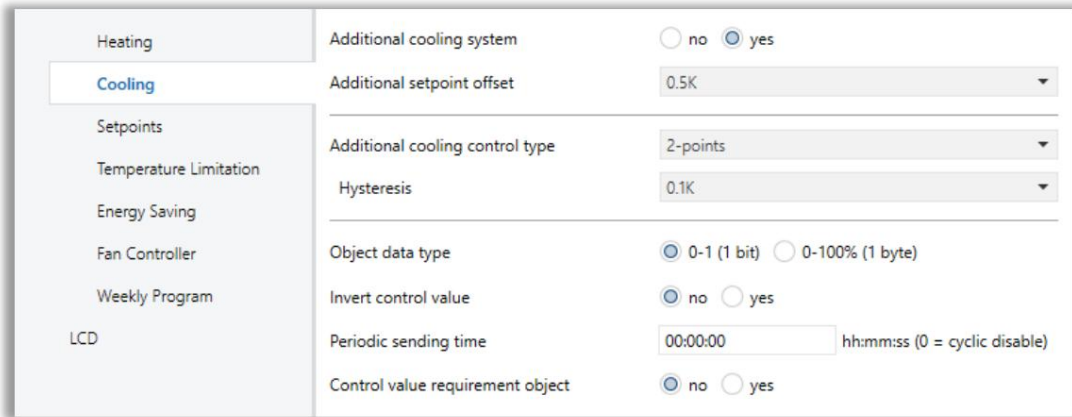 Heating
Cooling
Setpoints
Temperature Limitation
Energy Saving
Fan Controller
Weekly Program
LCD
Additional cooling system no yes
Additional setpoint offset 0.5K
Additional cooling control type 2-points
Hysteresis 0.1K
Object data type 0-1 (1 bit) 0-100% (1 byte)
Invert control value no yes
Periodic sending time 00:00:00 hh:mm:ss (0 = cyclic disable)
Control value requirement object no yes